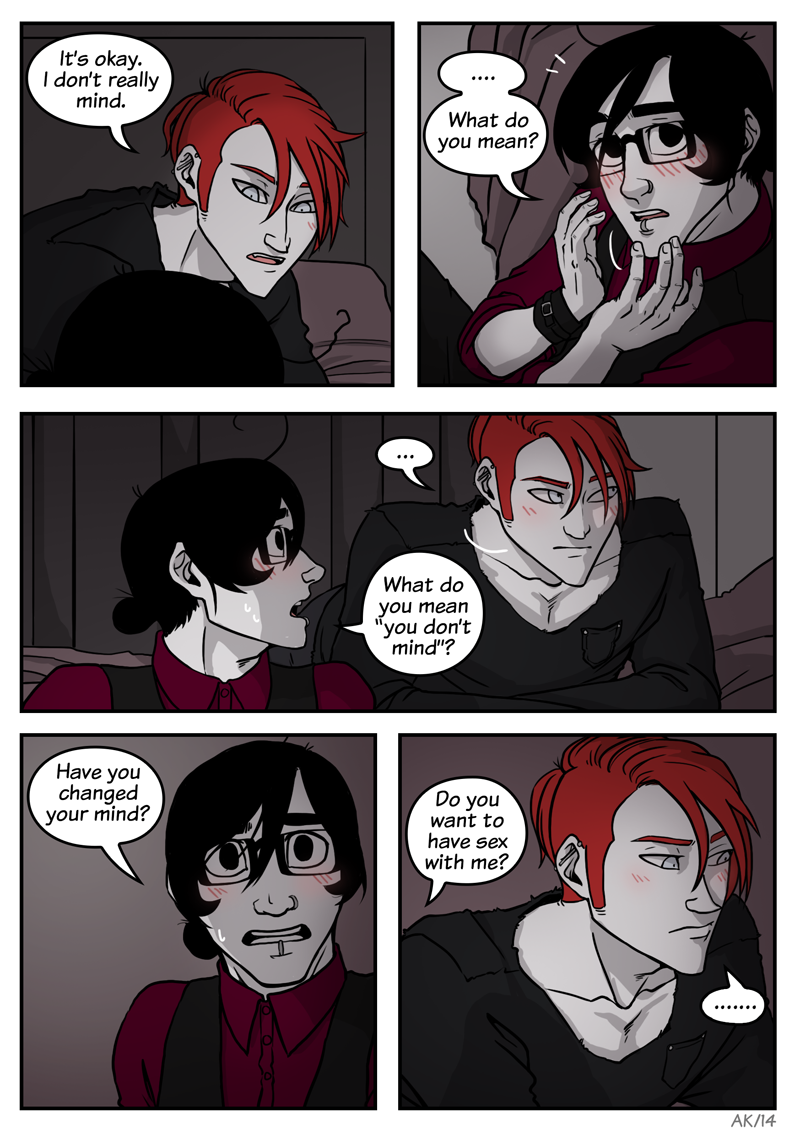 It's okay.
I don't really
mind.
....
What do
you mean?
...
What do
you mean
"you don't
mind"?
Have you
changed
your mind?
Do you
want to
have sex
with me?
.......
AK/14